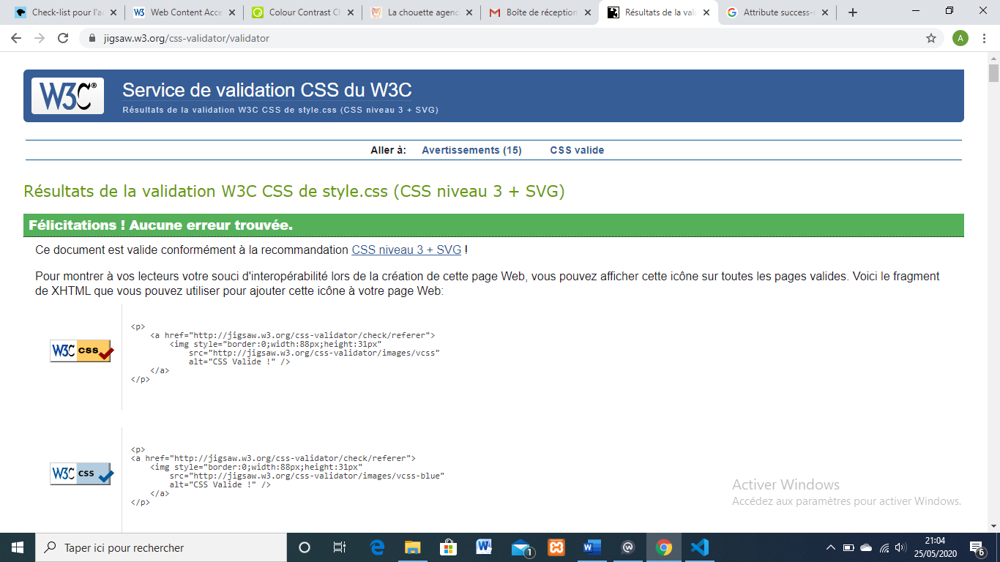 Check-list pour l'a
Web Content Acce
Colour Contrast Ch
La chouette agenc
Boîte de réception
Résultats de la vali
Attribute success-
jigsaw.w3.org/css-validator/validator
A
W3C®
Service de validation CSS du W3C
Résultats de la validation W3C CSS de style.css (CSS niveau 3 + SVG)
Aller à: Avertissements (15) CSS valide
Résultats de la validation W3C CSS de style.css (CSS niveau 3 + SVG)
Félicitations ! Aucune erreur trouvée.
Ce document est valide conformément à la recommandation CSS niveau 3 + SVG !
Pour montrer à vos lecteurs votre souci d'interopérabilité lors de la création de cette page Web, vous pouvez afficher cette icône sur toutes les pages valides. Voici le fragment
de XHTML que vous pouvez utiliser pour ajouter cette icône à votre page Web:
W3C css
<p>
<a href="http://jigsaw.w3.org/css-validator/check/referer">
<img style="border:0;width:88px;height:31px"
src="http://jigsaw.w3.org/css-validator/images/vcss"
alt="CSS Valide !" />
</a>
</p>
W3C css
<p>
<a href="http://jigsaw.w3.org/css-validator/check/referer">
<img style="border:0;width:88px;height:31px"
src="http://jigsaw.w3.org/css-validator/images/vcss-blue"
alt="CSS Valide !" />
</a>
</p>
Activer Windows
Accédez aux paramètres pour activer Windows.
Taper ici pour rechercher
1
21:04
25/05/2020
6